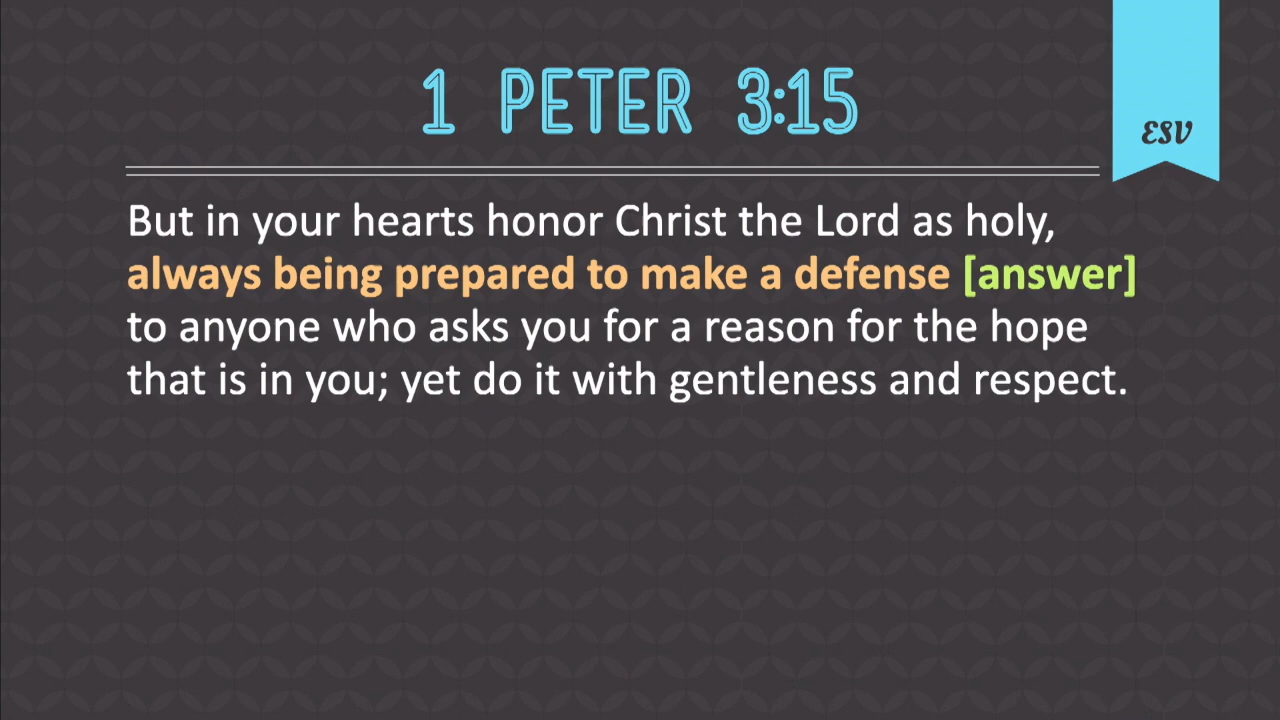 1 PETER 3:15
ESV
But in your hearts honor Christ the Lord as holy,
always being prepared to make a defense [answer]
to anyone who asks you for a reason for the hope
that is in you; yet do it with gentleness and respect.